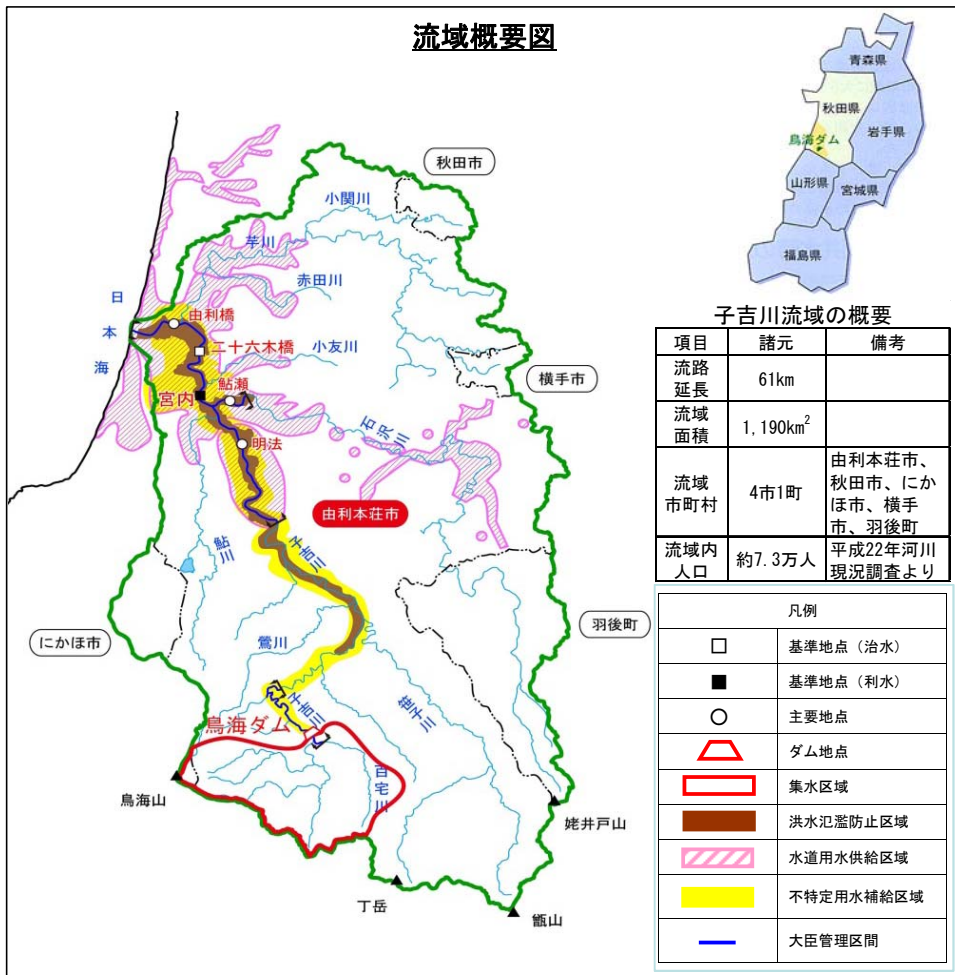 流域概要図
青森県
秋田県
岩手県
鳥海ダム
山形県
宮城県
福島県
秋田市
小関川
芋川
赤田川
日本海
由利橋
二十六木橋
小友川
横手市
鮎瀬
宮内
石沢川
明法
由利本荘市
鮎川
子吉川
にかほ市
羽後町
鶯川
笹子川
子吉川
鳥海ダム
百宅川
鳥海山
姥井戸山
丁岳
甑山
子吉川流域の概要
項目 諸元 備考
流路
延長
61km
流域
面積
1,190km²
流域
市町村
4市1町
由利本荘市、
秋田市、にか
ほ市、横手
市、羽後町
流域内
人口
約7.3万人
平成22年河川
現況調査より
凡例
基準地点（治水）
基準地点（利水）
主要地点
ダム地点
集水区域
洪水氾濫防止区域
水道用水供給区域
不特定用水補給区域
大臣管理区間